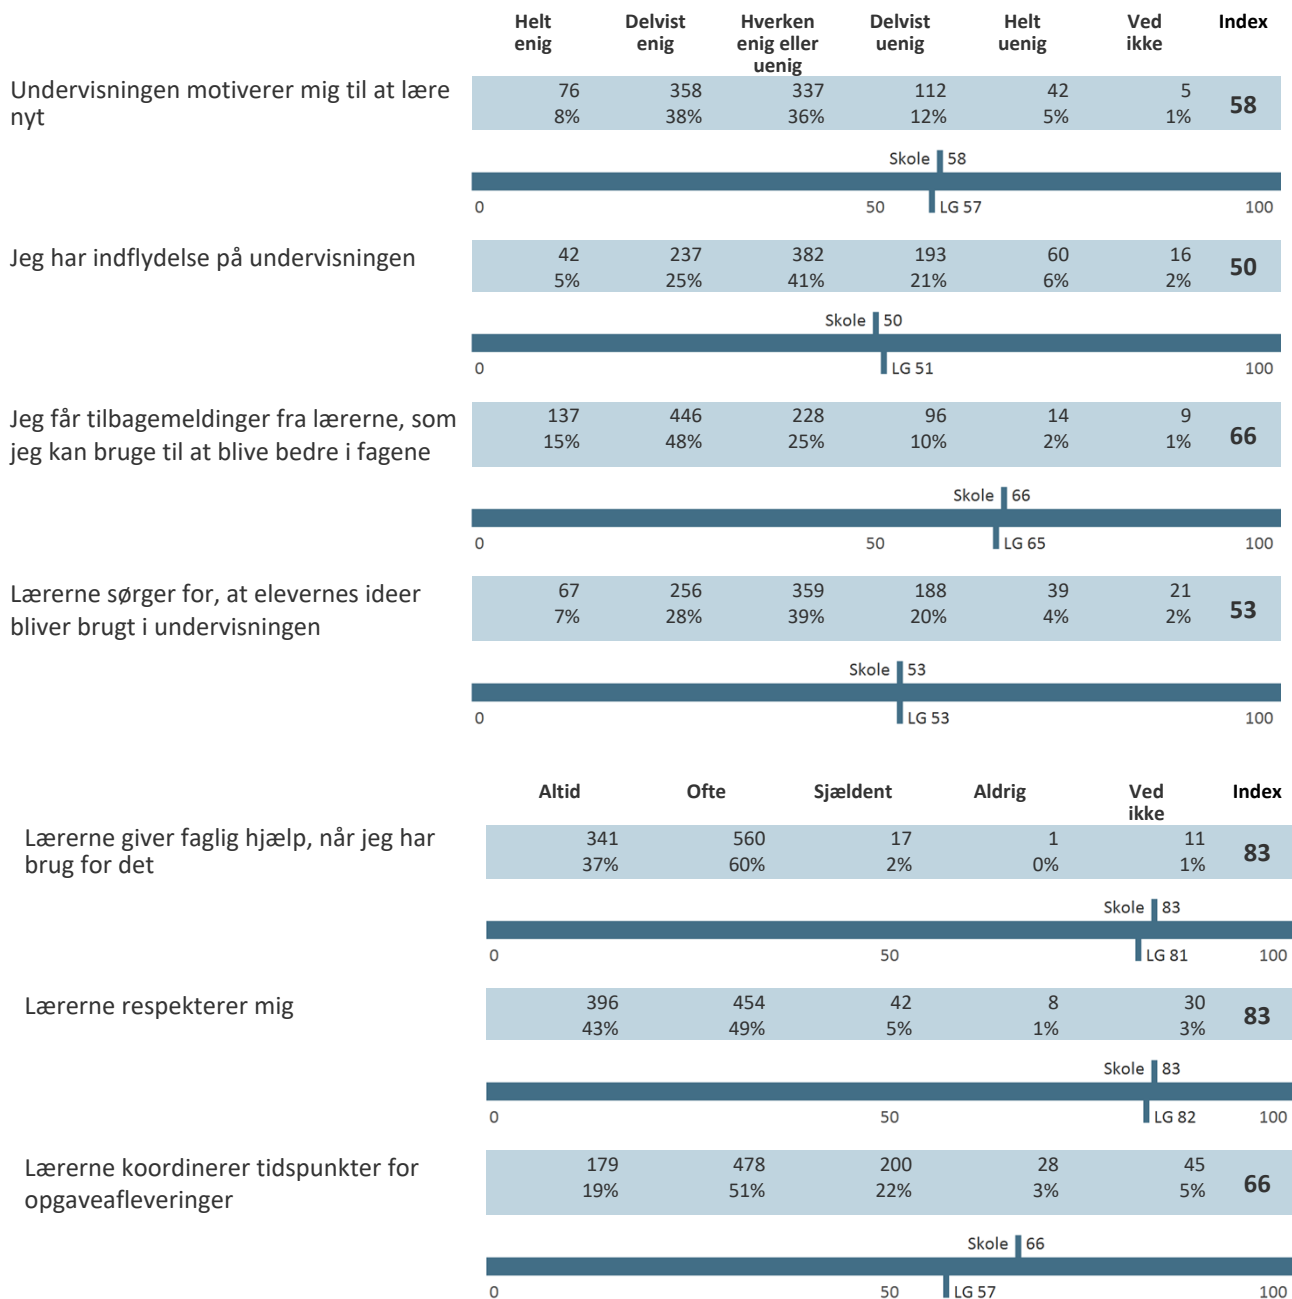 Helt enig Delvist enig Hverken enig eller uenig Delvist uenig Helt uenig Ved ikke Index
Undervisningen motiverer mig til at lære nyt
76 358 337 112 42 5 58
8% 38% 36% 12% 5% 1%
Skole 58
0 50 LG 57 100
Jeg har indflydelse på undervisningen
42 237 382 193 60 16 50
5% 25% 41% 21% 6% 2%
Skole 50
0 LG 51 100
Jeg får tilbagemeldinger fra lærerne, som
jeg kan bruge til at blive bedre i fagene
137 446 228 96 14 9 66
15% 48% 25% 10% 2% 1%
Skole 66
0 50 LG 65 100
Lærerne sørger for, at elevernes ideer
bliver brugt i undervisningen
67 256 359 188 39 21 53
7% 28% 39% 20% 4% 2%
Skole 53
0 LG 53 100
Altid Ofte Sjældent Aldrig Ved ikke Index
Lærerne giver faglig hjælp, når jeg har
brug for det
341 560 17 1 11 83
37% 60% 2% 0% 1%
Skole 83
0 50 LG 81 100
Lærerne respekterer mig
396 454 42 8 30 83
43% 49% 5% 1% 3%
Skole 83
0 50 LG 82 100
Lærerne koordinerer tidspunkter for
opgaveafleveringer
179 478 200 28 45 66
19% 51% 22% 3% 5%
Skole 66
0 50 LG 57 100